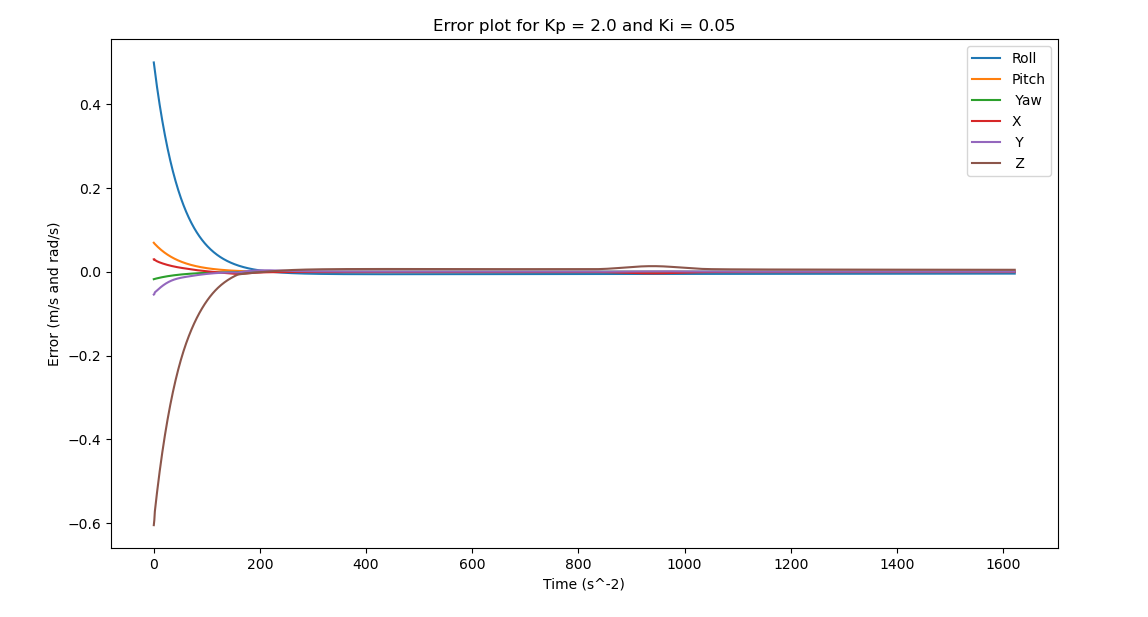 Error plot for Kp = 2.0 and Ki = 0.05
Roll
Pitch
Yaw
X
Y
Z
0.4
0.2
0.0
−0.2
−0.4
−0.6
Error (m/s and rad/s)
0 200 400 600 800 1000 1200 1400 1600
Time (s^-2)